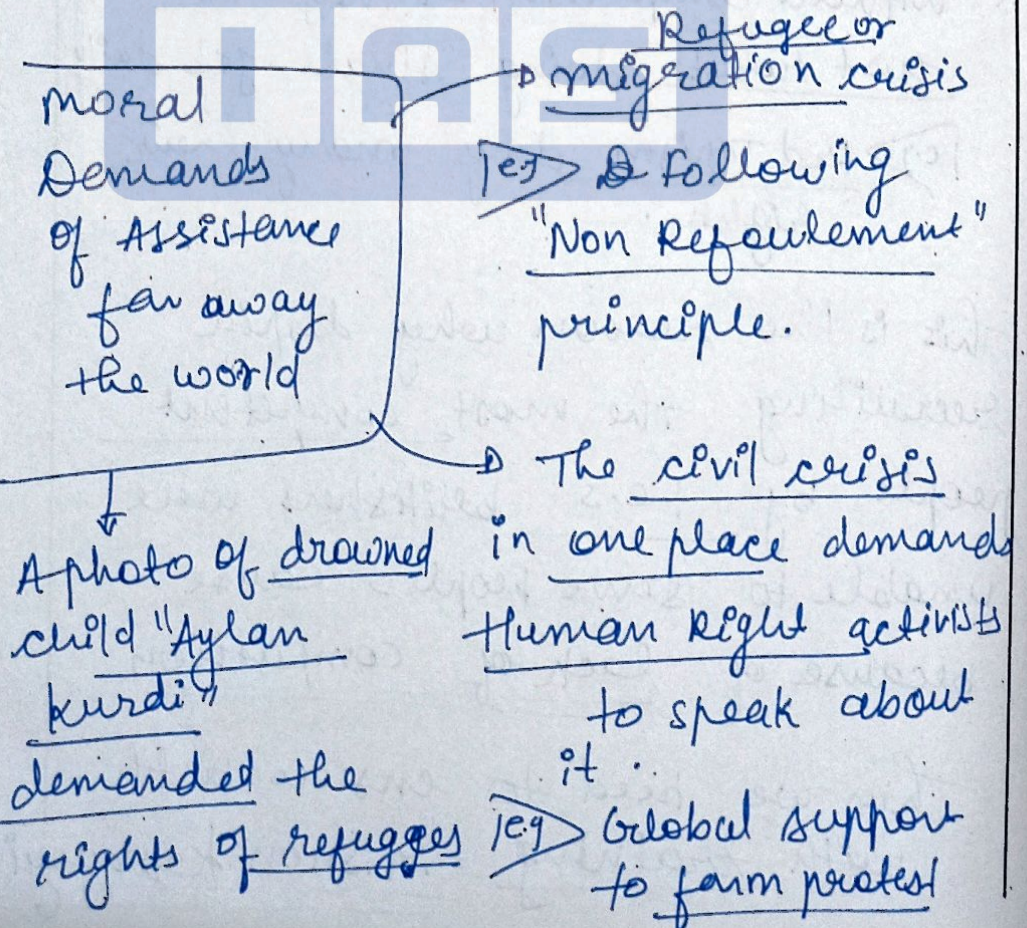 IAS
Moral
Demands
of Assistance
far away
the world
Refugee or
migration crisis
e.g Following
"Non Refoulement"
principle.
The civil crisis
in one place demands
Human Right activists
to speak about
it.
e.g Global support
to farm protest
A photo of drowned
child "Aylan
kurdi"
demanded the
rights of refugges